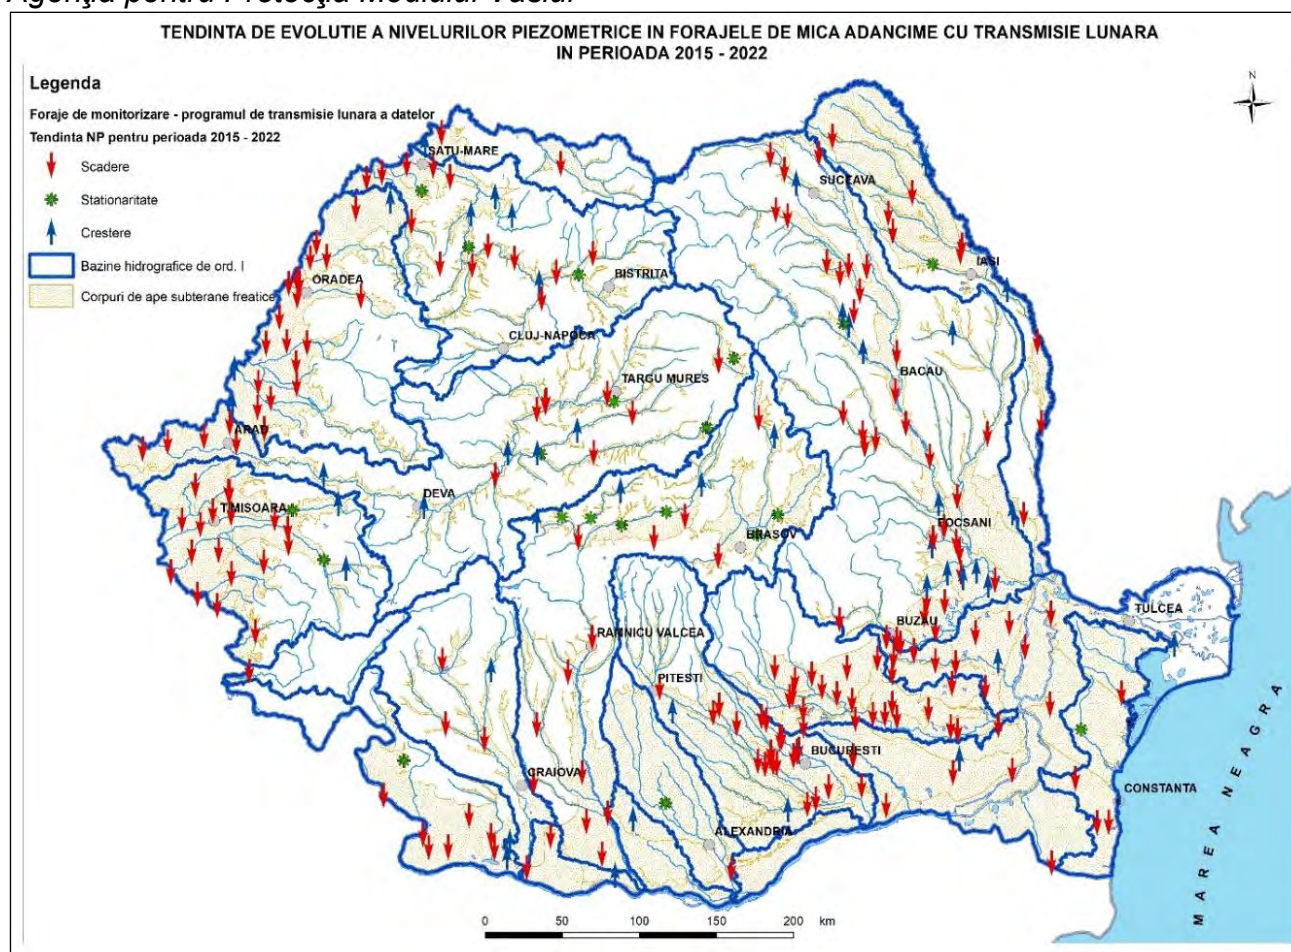 Agenția pentru Protecția Mediului Vaslui
TENDINTA DE EVOLUTIE A NIVELURILOR PIEZOMETRICE IN FORAJELE DE MICA ADANCIME CU TRANSMISIE LUNARA
IN PERIOADA 2015 - 2022
N
Legenda
Foraje de monitorizare - programul de transmisie lunara a datelor
Tendinta NP pentru perioada 2015 - 2022
Scadere
Stationaritate
Crestere
Bazine hidrografice de ord. I
Corpuri de ape subterane freatice
SATU-MARE
SUCEAVA
IASI
BISTRITA
ORADEA
CLUJ-NAPOCA
BACAU
TARGU MURES
ARAD
DEVA
TIMISOARA
FOCSANI
BRASOV
TULCEA
BUZAU
RAMNICU VALCEA
PITESTI
BUCURESTI
CRAIOVA
CONSTANTA
ALEXANDRIA
MAREA NEAGRA
0 50 100 150 200 km